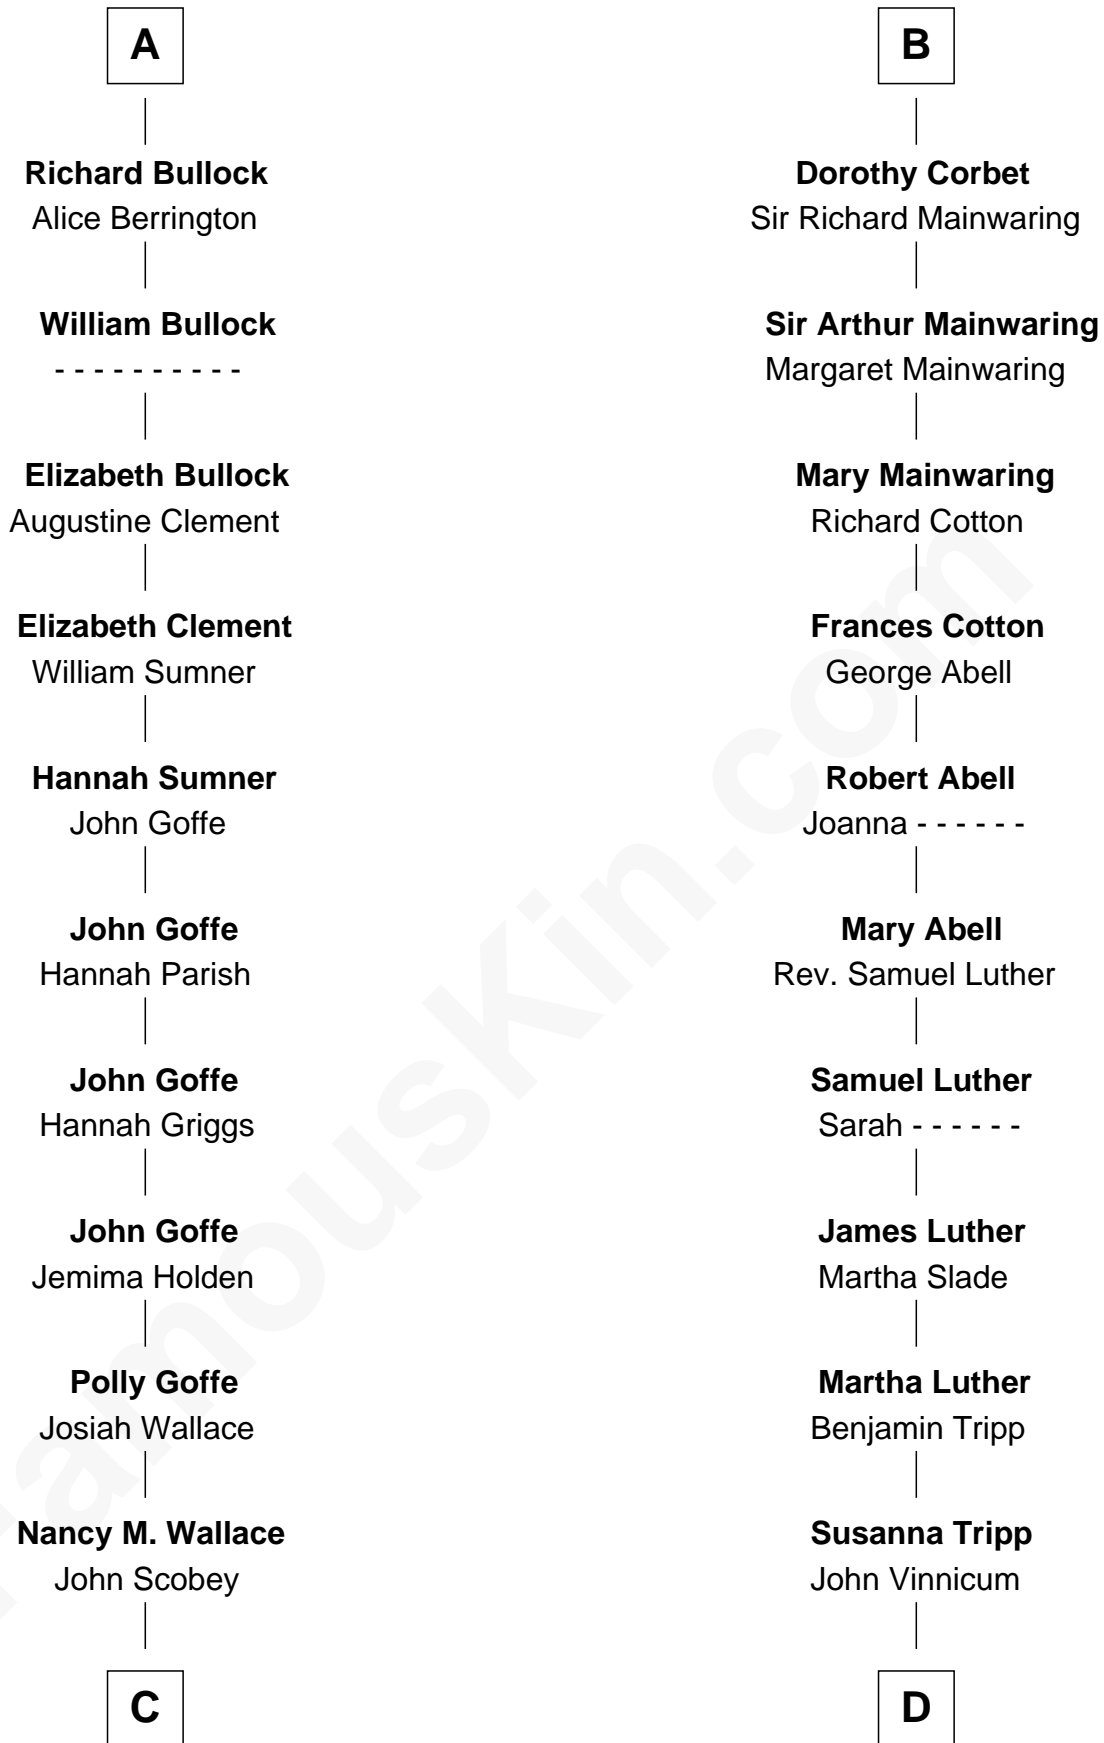 A
Richard Bullock
Alice Berrington
William Bullock
- - - - - - - - - -
Elizabeth Bullock
Augustine Clement
Elizabeth Clement
William Sumner
Hannah Sumner
John Goffe
John Goffe
Hannah Parish
John Goffe
Hannah Griggs
John Goffe
Jemima Holden
Polly Goffe
Josiah Wallace
Nancy M. Wallace
John Scobey
C
B
Dorothy Corbet
Sir Richard Mainwaring
Sir Arthur Mainwaring
Margaret Mainwaring
Mary Mainwaring
Richard Cotton
Frances Cotton
George Abell
Robert Abell
Joanna - - - - - -
Mary Abell
Rev. Samuel Luther
Samuel Luther
Sarah - - - - - -
James Luther
Martha Slade
Martha Luther
Benjamin Tripp
Susanna Tripp
John Vinnicum
D
FamousKin.com